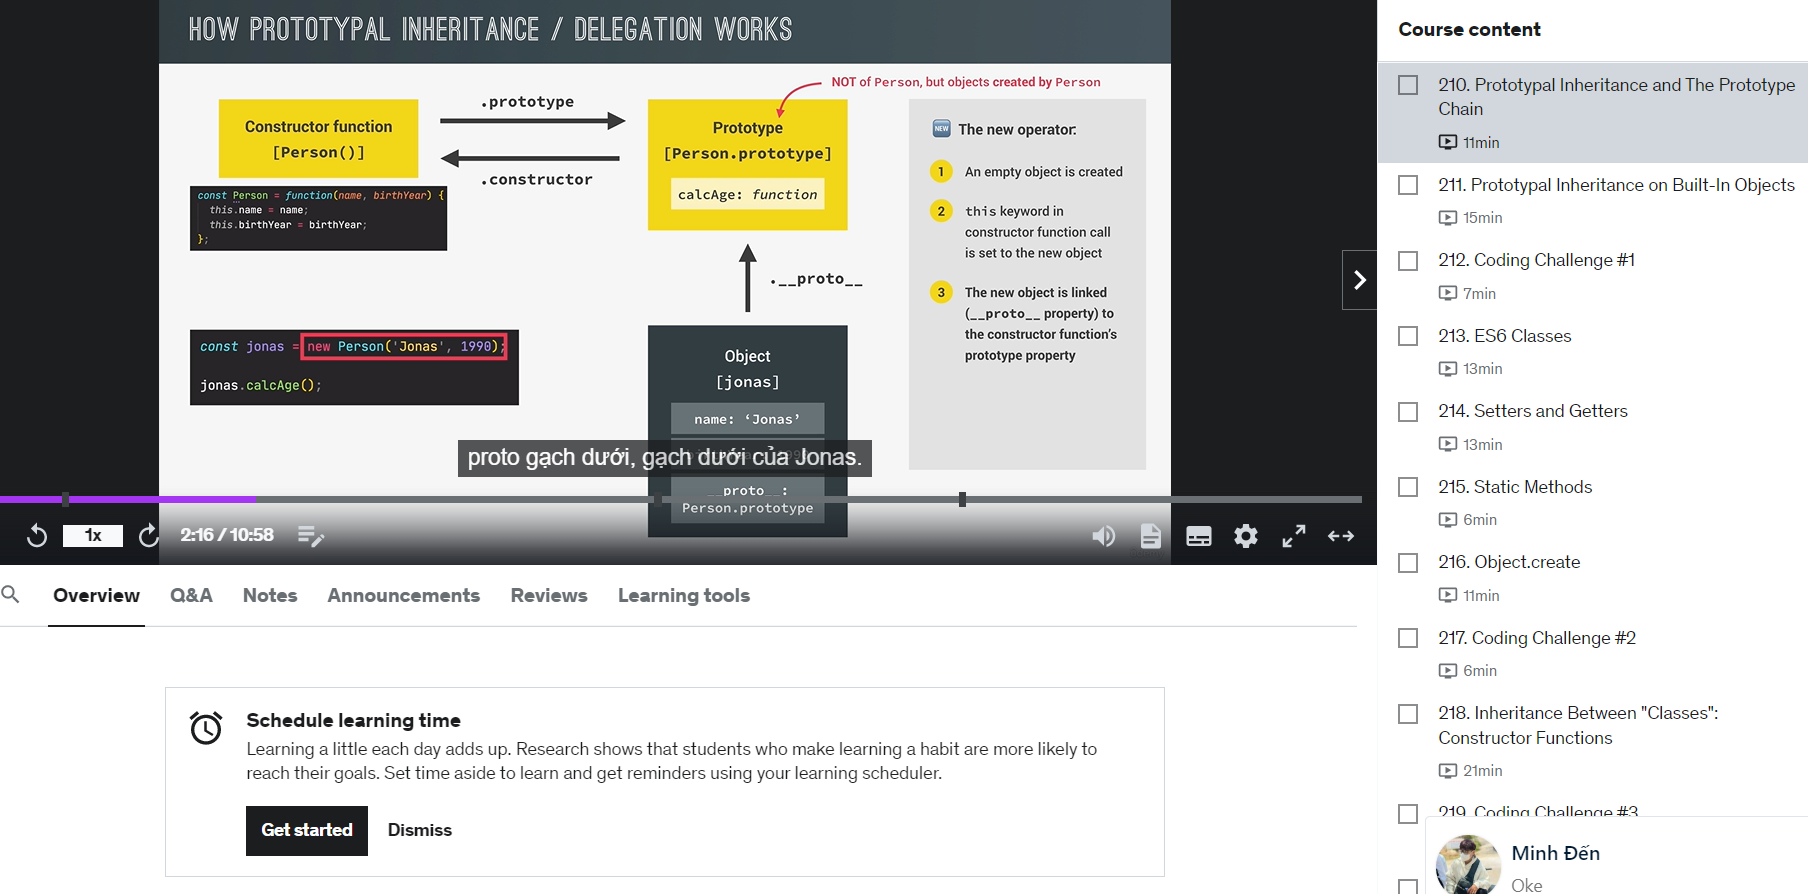 HOW PROTOTYPAL INHERITANCE / DELEGATION WORKS
NOT of Person, but objects created by Person
Constructor function
[Person()]
.prototype
.constructor
Prototype
[Person.prototype]
calcAge: function
const Person = function(name, birthYear) {
this.name = name;
this.birthYear = birthYear;
};
.__proto__
const jonas = new Person('Jonas', 1990);
jonas.calcAge();
Object
[jonas]
name: ‘Jonas’
__proto__:
Person.prototype
NEW The new operator:
1 An empty object is created
2 this keyword in
constructor function call
is set to the new object
3 The new object is linked
(__proto__ property) to
the constructor function’s
prototype property
proto gạch dưới, gạch dưới của Jonas.
1x
2:16 / 10:58
Overview
Q&A
Notes
Announcements
Reviews
Learning tools
Schedule learning time
Learning a little each day adds up. Research shows that students who make learning a habit are more likely to
reach their goals. Set time aside to learn and get reminders using your learning scheduler.
Get started
Dismiss
Course content
210. Prototypal Inheritance and The Prototype
Chain
11min
211. Prototypal Inheritance on Built-In Objects
15min
212. Coding Challenge #1
7min
213. ES6 Classes
13min
214. Setters and Getters
13min
215. Static Methods
6min
216. Object.create
11min
217. Coding Challenge #2
6min
218. Inheritance Between "Classes":
Constructor Functions
21min
219. Coding Challenge #3
Minh Đến
Oke